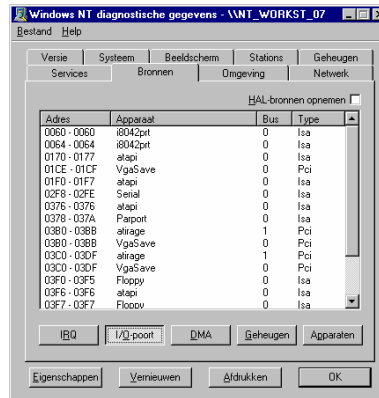 Windows NT diagnostische gegevens - \\NT_WORKST_07
Bestand Help
Versie Systeem Beeldscherm Stations Geheugen
Services Bronnen Omgeving Netwerk
HAL-bronnen opnemen
Adres Apparaat Bus Type
0060 - 0060 i8042prt 0 Isa
0064 - 0064 i8042prt 0 Isa
0170 - 0177 atapi 0 Isa
01CE - 01CF VgaSave 0 Pci
01F0 - 01F7 atapi 0 Isa
02F8 - 02FE Serial 0 Isa
0376 - 0376 atapi 0 Isa
0378 - 037A Parport 0 Isa
03B0 - 03BB atirage 1 Pci
03B0 - 03BB VgaSave 0 Pci
03C0 - 03DF atirage 1 Pci
03C0 - 03DF VgaSave 0 Pci
03F0 - 03F5 Floppy 0 Isa
03F6 - 03F6 atapi 0 Isa
03F7 - 03F7 Floppy 0 Isa
IRQ I/O-poort DMA Geheugen Apparaten
Eigenschappen Vernieuwen Afdrukken OK